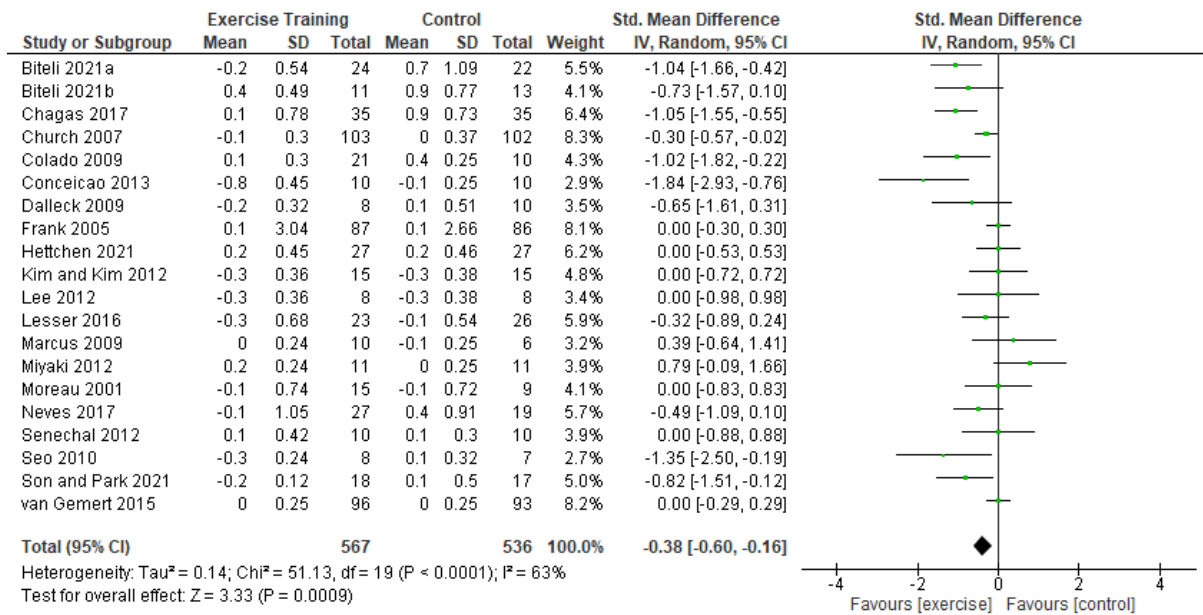 Exercise Training Control Std. Mean Difference Std. Mean Difference
Study or Subgroup Mean SD Total Mean SD Total Weight IV, Random, 95% CI IV, Random, 95% CI
Biteli 2021a -0.2 0.54 24 0.7 1.09 22 5.5% -1.04 [-1.66, -0.42]
Biteli 2021b 0.4 0.49 11 0.9 0.77 13 4.1% -0.73 [-1.57, 0.10]
Chagas 2017 0.1 0.78 35 0.9 0.73 35 6.4% -1.05 [-1.55, -0.55]
Church 2007 -0.1 0.3 103 0 0.37 102 8.3% -0.30 [-0.57, -0.02]
Colado 2009 0.1 0.3 21 0.4 0.25 10 4.3% -1.02 [-1.82, -0.22]
Conceicao 2013 -0.8 0.45 10 -0.1 0.25 10 2.9% -1.84 [-2.93, -0.76]
Dalleck 2009 -0.2 0.32 8 0.1 0.51 10 3.5% -0.65 [-1.61, 0.31]
Frank 2005 0.1 3.04 87 0.1 2.66 86 8.1% 0.00 [-0.30, 0.30]
Hettchen 2021 0.2 0.45 27 0.2 0.46 27 6.2% 0.00 [-0.53, 0.53]
Kim and Kim 2012 -0.3 0.36 15 -0.3 0.38 15 4.8% 0.00 [-0.72, 0.72]
Lee 2012 -0.3 0.36 8 -0.3 0.38 8 3.4% 0.00 [-0.98, 0.98]
Lesser 2016 -0.3 0.68 23 -0.1 0.54 26 5.9% -0.32 [-0.89, 0.24]
Marcus 2009 0 0.24 10 -0.1 0.25 6 3.2% 0.39 [-0.64, 1.41]
Miyaki 2012 0.2 0.24 11 0 0.25 11 3.9% 0.79 [-0.09, 1.66]
Moreau 2001 -0.1 0.74 15 -0.1 0.72 9 4.1% 0.00 [-0.83, 0.83]
Neves 2017 -0.1 1.05 27 0.4 0.91 19 5.7% -0.49 [-1.09, 0.10]
Senechal 2012 0.1 0.42 10 0.1 0.3 10 3.9% 0.00 [-0.88, 0.88]
Seo 2010 -0.3 0.24 8 0.1 0.32 7 2.7% -1.35 [-2.50, -0.19]
Son and Park 2021 -0.2 0.12 18 0.1 0.5 17 5.0% -0.82 [-1.51, -0.12]
van Gemert 2015 0 0.25 96 0 0.25 93 8.2% 0.00 [-0.29, 0.29]
Total (95% CI) 567 536 100.0% -0.38 [-0.60, -0.16]
Heterogeneity: Tau² = 0.14; Chi² = 51.13, df = 19 (P < 0.0001); I² = 63%
Test for overall effect: Z = 3.33 (P = 0.0009)
-4 -2 0 2 4
Favours [exercise] Favours [control]